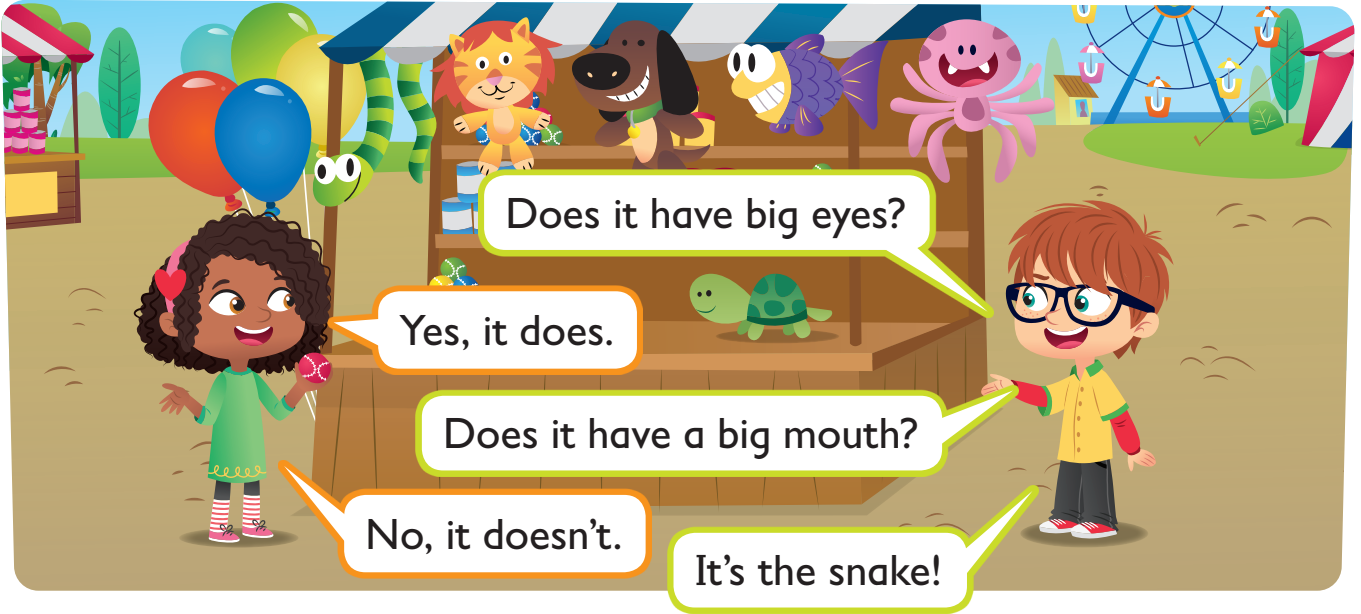 Does it have big eyes?
Yes, it does.
Does it have a big mouth?
No, it doesn’t.
It’s the snake!